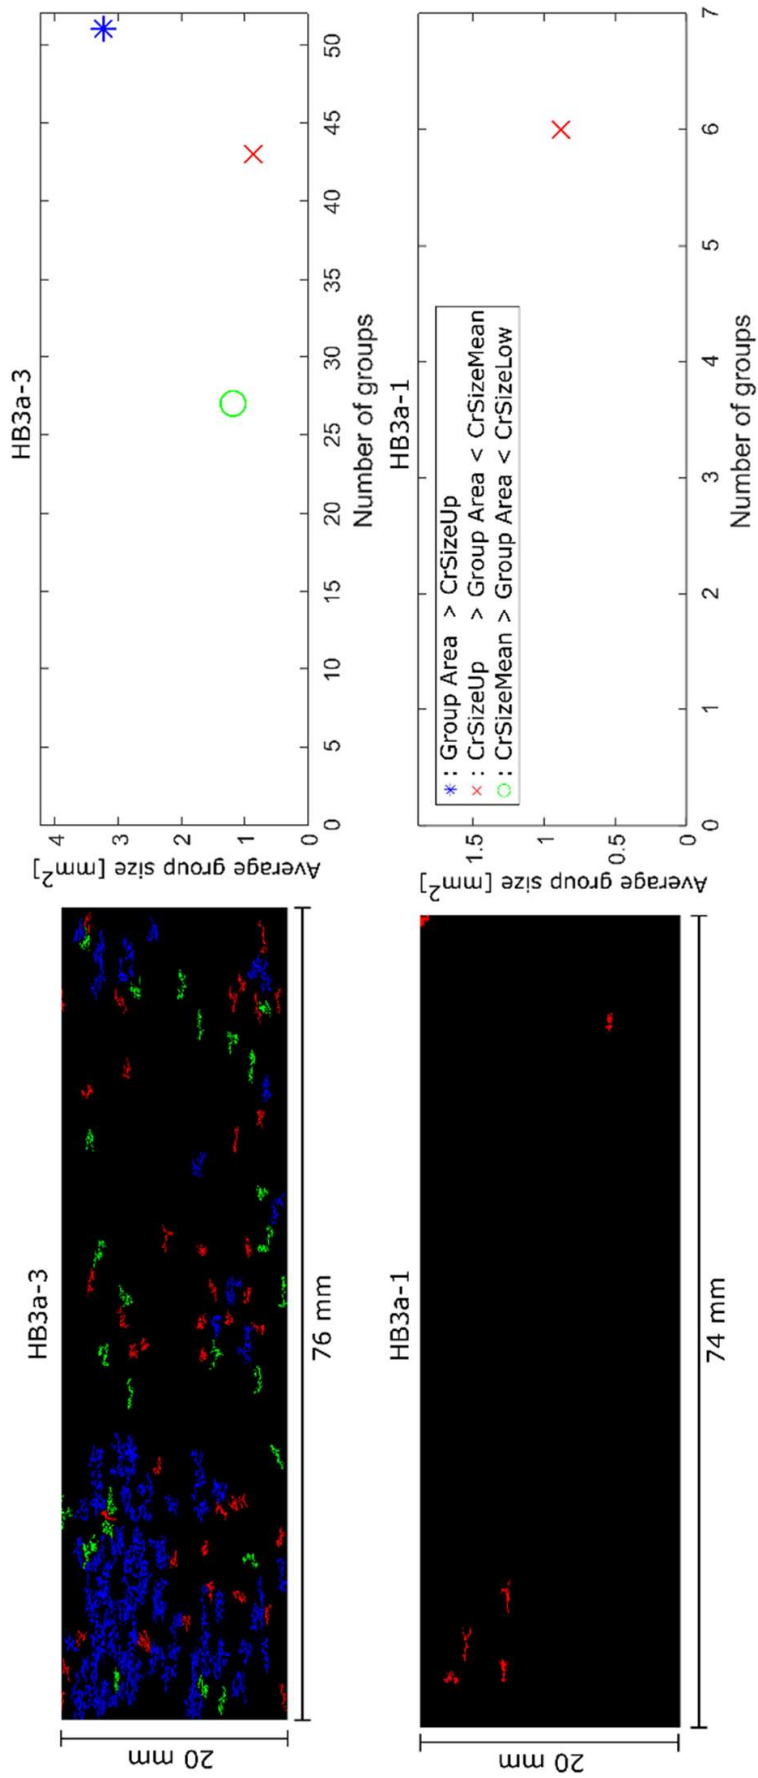 HB3a-3
20 mm
76 mm
HB3a-3
Average group size [mm²]
4
3
2
1
0
0 5 10 15 20 25 30 35 40 45 50
Number of groups
HB3a-1
20 mm
74 mm
HB3a-1
Average group size [mm²]
1.5
1
0.5
0
*: Group Area > CrSizeUp
×: CrSizeUp > Group Area < CrSizeMean
○: CrSizeMean > Group Area < CrSizeLow
0 1 2 3 4 5 6 7
Number of groups